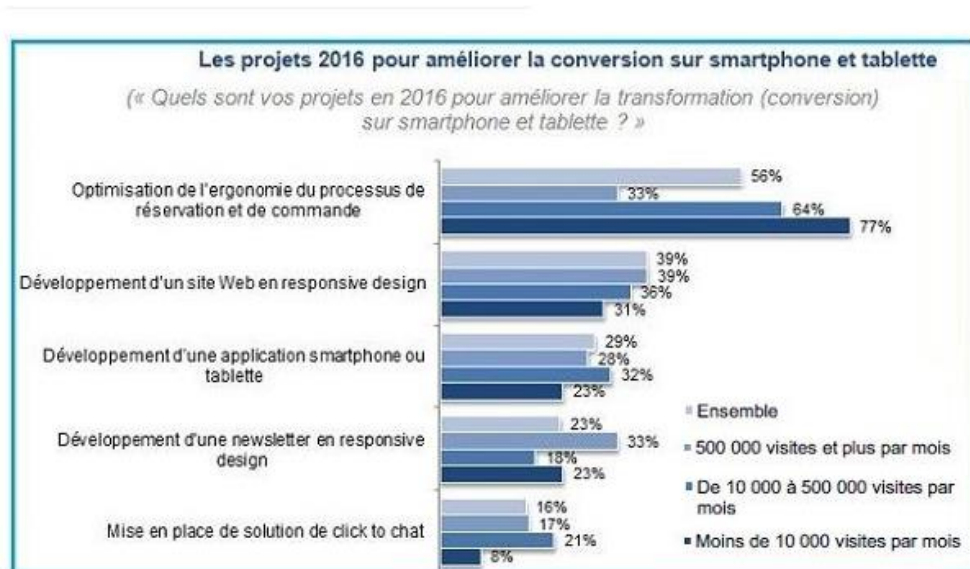 Les projets 2016 pour améliorer la conversion sur smartphone et tablette
(« Quels sont vos projets en 2016 pour améliorer la transformation (conversion)
sur smartphone et tablette ? »
Optimisation de l'ergonomie du processus de
réservation et de commande
56%
33%
64%
77%
Développement d'un site Web en responsive design
39%
39%
36%
31%
Développement d'une application smartphone ou
tablette
29%
28%
32%
23%
Développement d'une newsletter en responsive
design
23%
33%
18%
23%
Mise en place de solution de click to chat
16%
17%
21%
8%
Ensemble
500 000 visites et plus par mois
De 10 000 à 500 000 visites par
mois
Moins de 10 000 visites par mois